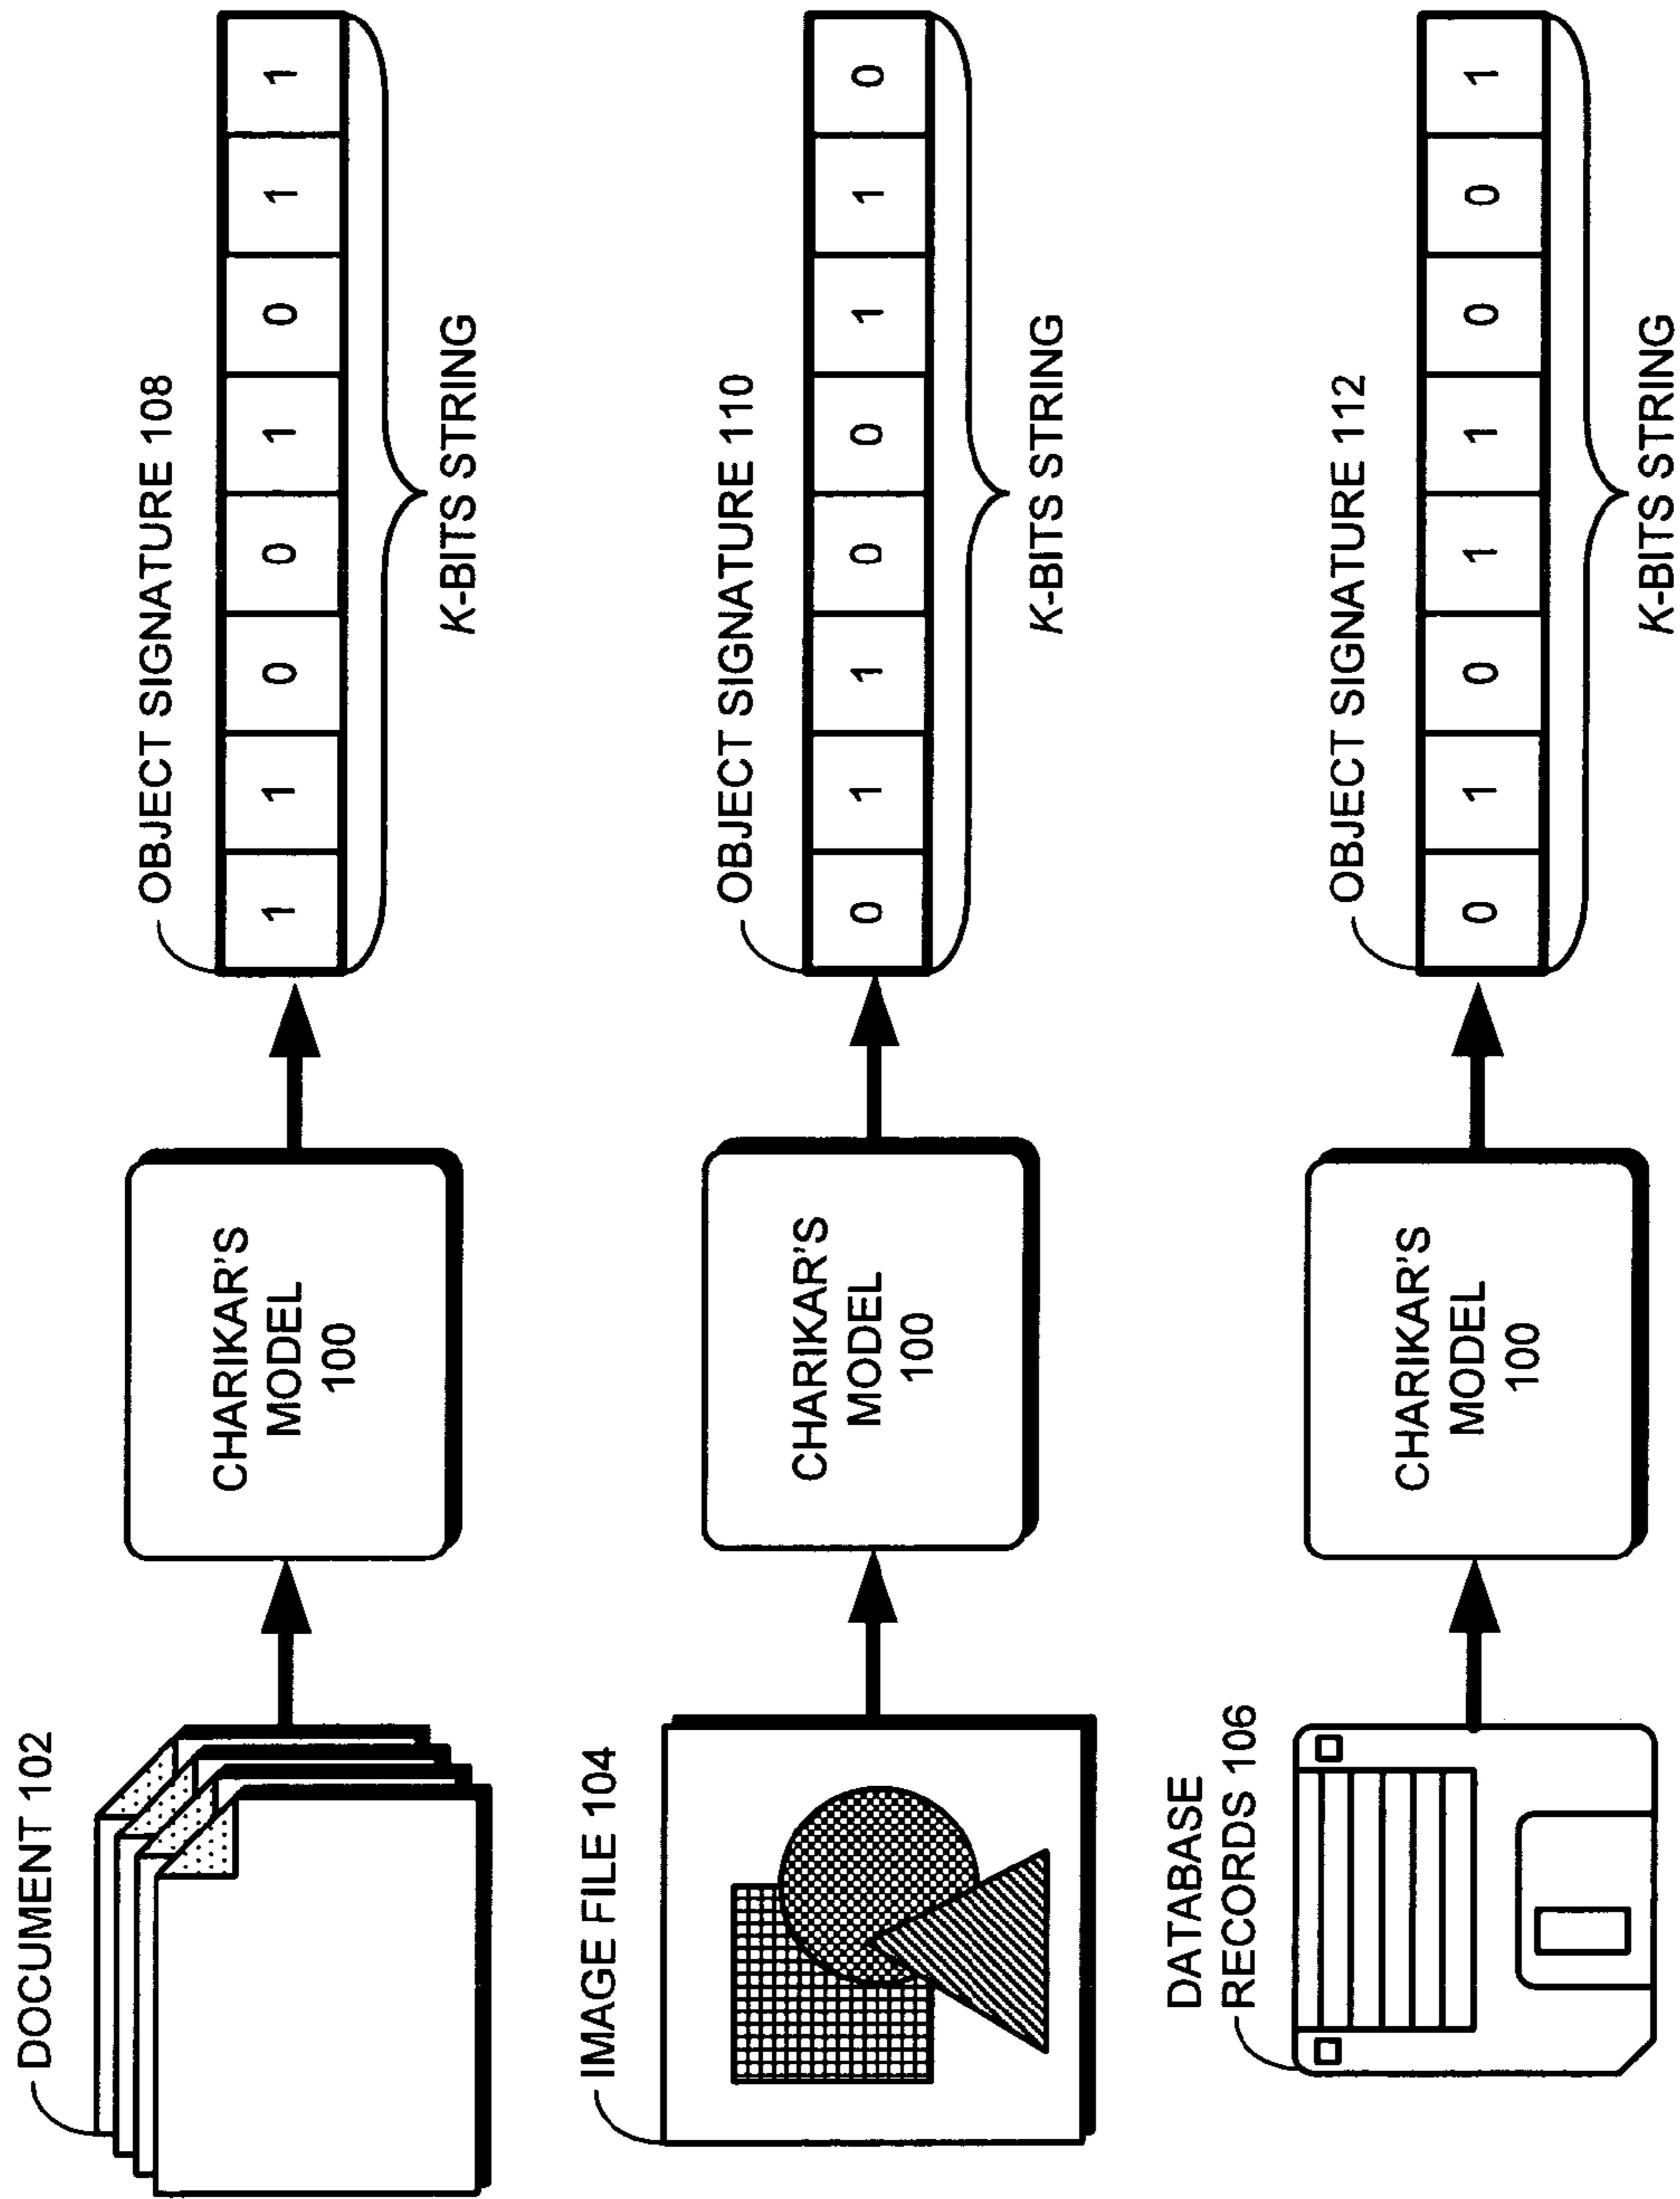 DOCUMENT 102
CHARIKAR'S
MODEL
100
OBJECT SIGNATURE 108
1 1 0 0 1 0 1 1
K-BITS STRING
IMAGE FILE 104
CHARIKAR'S
MODEL
100
OBJECT SIGNATURE 110
0 1 1 0 0 1 1 0
K-BITS STRING
DATABASE
RECORDS 106
CHARIKAR'S
MODEL
100
OBJECT SIGNATURE 112
0 1 0 1 1 0 0 1
K-BITS STRING